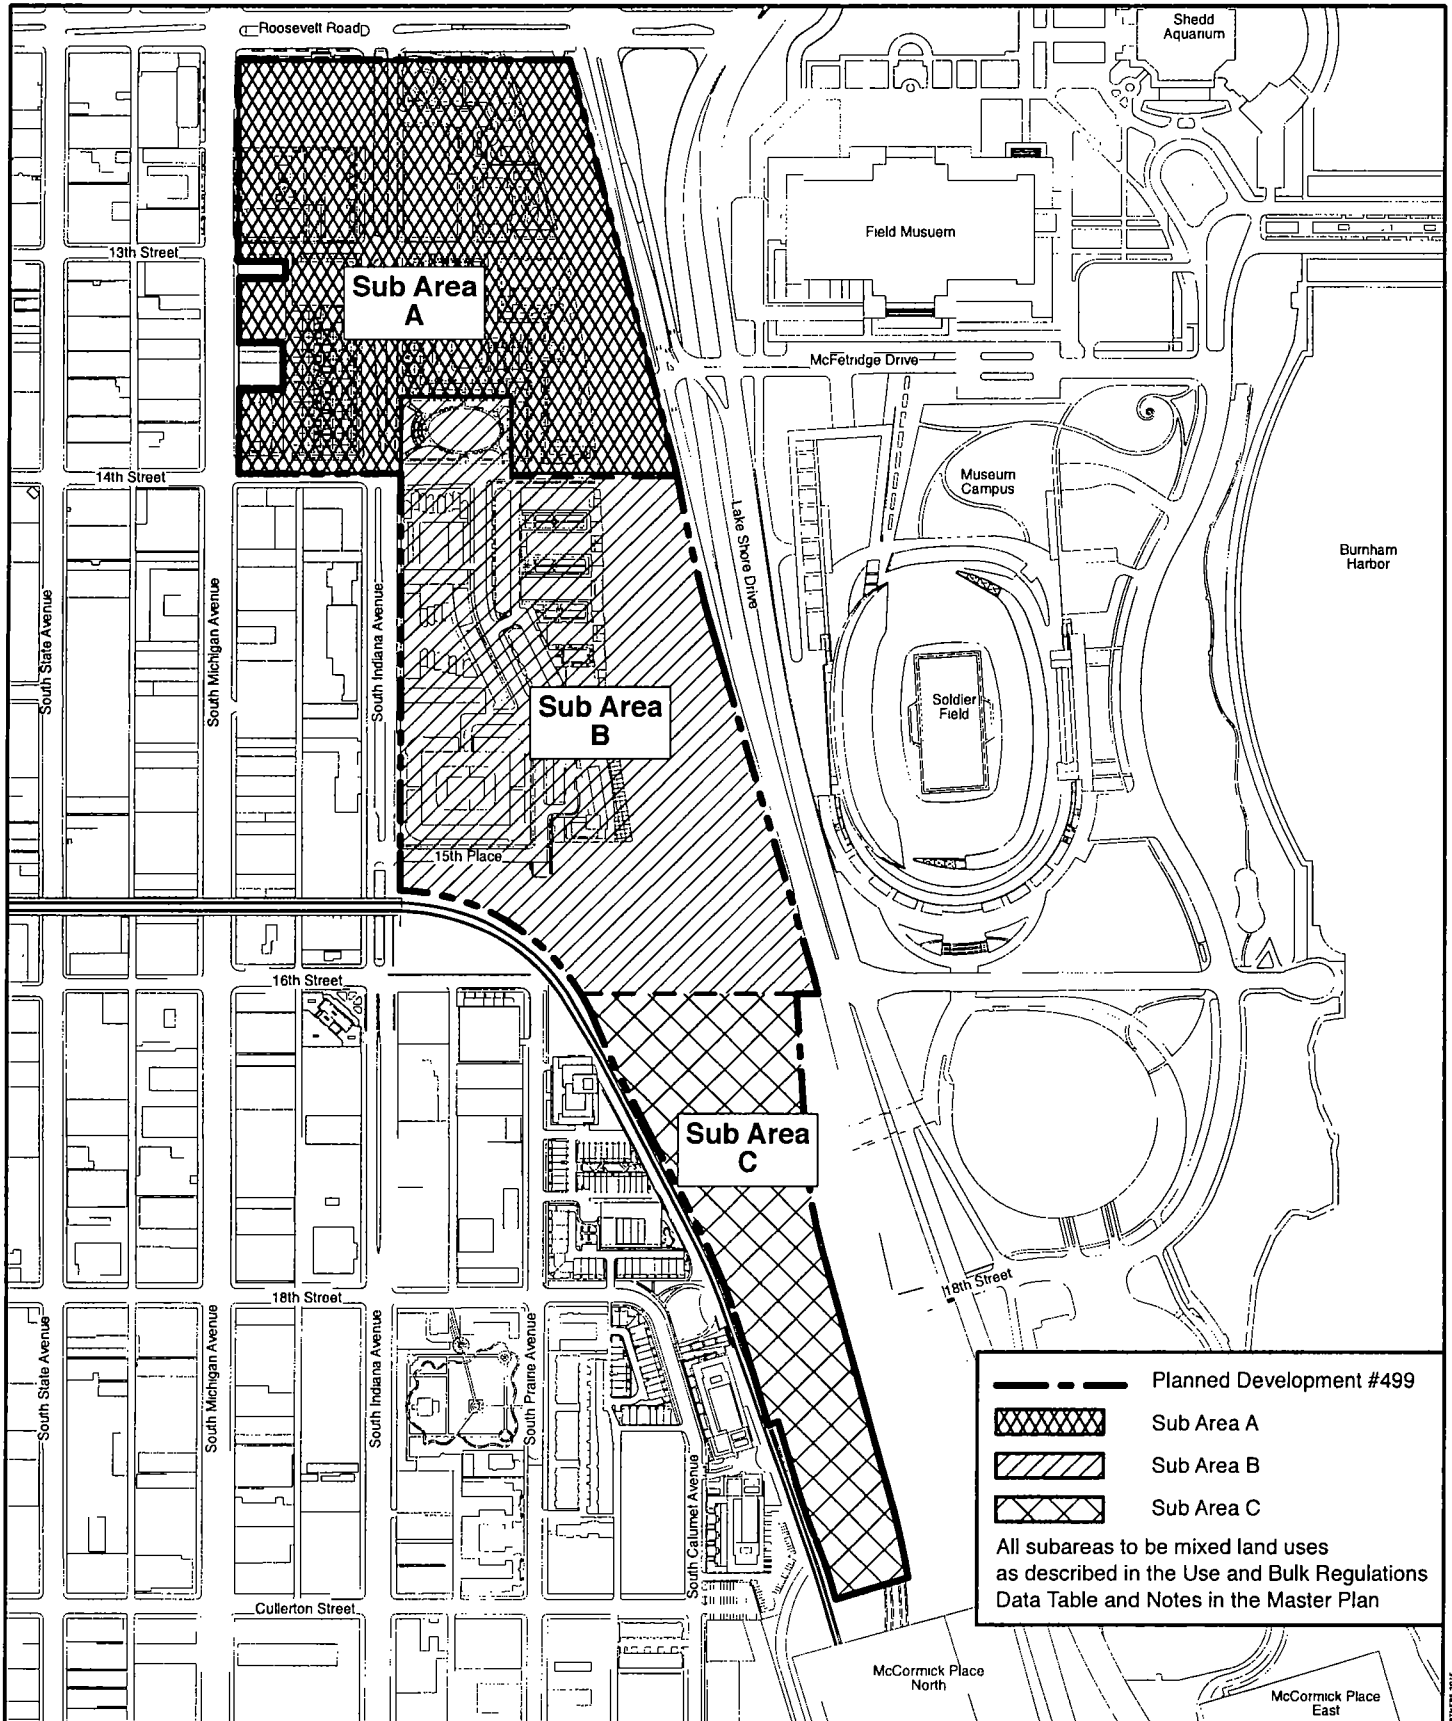 Roosevelt Road
Shedd
Aquarium
13th Street
Field Musuem
Sub Area
A
McFetridge Drive
14th Street
Museum
Campus
Lake Shore Drive
Burnham
Harbor
South State Avenue
South Michigan Avenue
South Indiana Avenue
Sub Area
B
Soldier
Field
15th Place
16th Street
Sub Area
C
18th Street
18th Street
South State Avenue
South Michigan Avenue
South Indiana Avenue
South Prairie Avenue
South Calumet Avenue
Planned Development #499
Sub Area A
Sub Area B
Sub Area C
All subareas to be mixed land uses
as described in the Use and Bulk Regulations
Data Table and Notes in the Master Plan
Cullerton Street
McCormick Place
North
McCormick Place
East